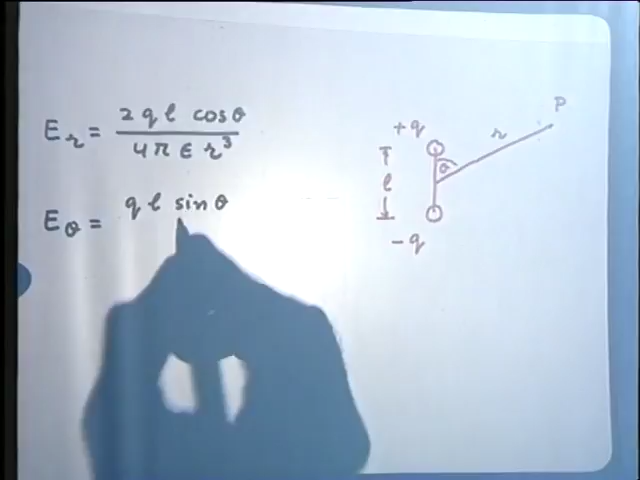 E_r = 2 q l cos θ / 4 π ε r^3
E_θ = q l sin θ
P
r
+q
θ
l
-q